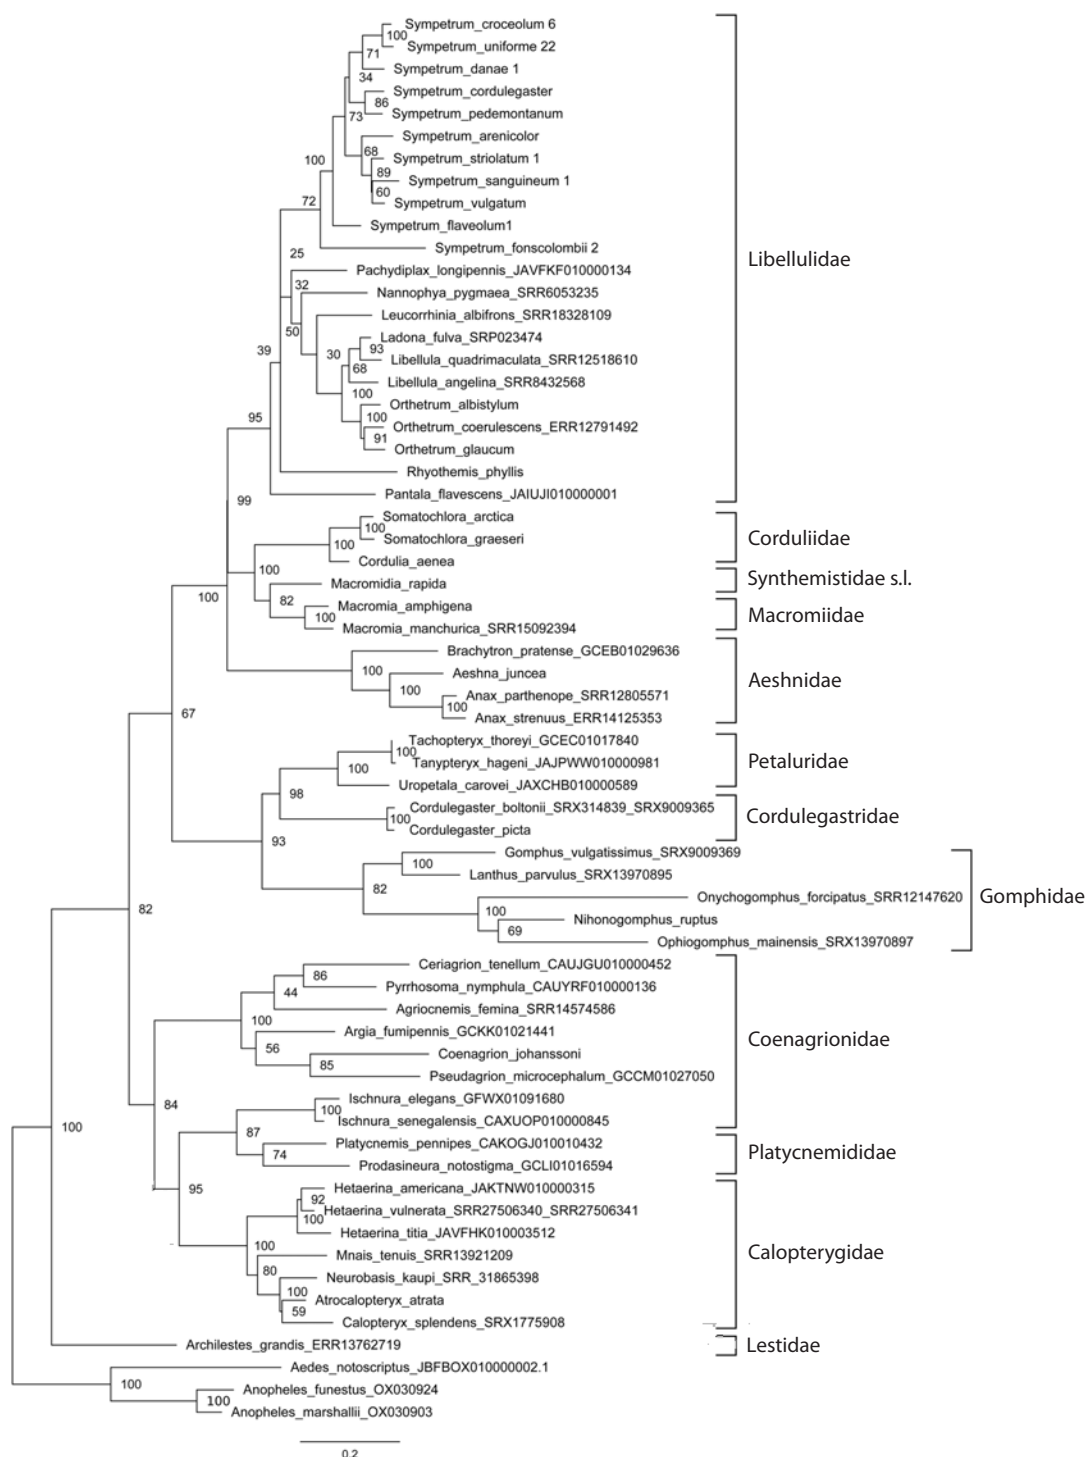 Sympetrum_croceolum 6
100
Sympetrum_uniforme 22
71
Sympetrum_danae 1
34
Sympetrum_cordulegaster
86
Sympetrum_pedemontanum
73
Sympetrum_arenicolor
68
Sympetrum_striolatum 1
100
89
Sympetrum_sanguineum 1
60
Sympetrum_vulgatum
72
Sympetrum_flaveolum1
Sympetrum_fonscolombii 2
25
Libellulidae
Pachydiplax_longipennis_JAVFKF010000134
32
Nannophya_pygmaea_SRR6053235
Leucorrhinia_albifrons_SRR18328109
50
Ladona_fulva_SRP023474
93
39
30
Libellula_quadrimaculata_SRR12518610
68
Libellula_angelina_SRR8432568
100
Orthetrum_albistylum
95
100
Orthetrum_coerulescens_ERR12791492
91
Orthetrum_glaucum
Rhyothemis_phyllis
Pantala_flavescens_JAIUJI010000001
99
Somatochlora_arctica
100
Somatochlora_graeseri
Corduliidae
100
Cordulia_aenea
100
Macromidia_rapida
Synthemistidae s.l.
100
82
Macromia_amphigena
100
Macromiidae
Macromia_manchurica_SRR15092394
Brachytron_pratense_GCEB01029636
100
Aeshna_juncea
Aeshnidae
100
Anax_parthenope_SRR12805571
100
Anax_strenuus_ERR14125353
67
Tachopteryx_thoreyi_GCEC01017840
100
Tanypteryx_hageni_JAJPWW010000981
Petaluridae
100
Uropetala_carovei_JAXCHB010000589
98
Cordulegaster_boltonii_SRX314839_SRX9009365
100
Cordulegastridae
Cordulegaster_picta
93
Gomphus_vulgatissimus_SRX9009369
100
Lanthus_parvulus_SRX13970895
82
Onychogomphus_forcipatus_SRR12147620
Gomphidae
82
100
Nihonogomphus_ruptus
69
Ophiogomphus_mainensis_SRX13970897
Ceriagrion_tenellum_CAUJGU010000452
86
Pyrrhosoma_nymphula_CAUYRF010000136
44
Agriocnemis_femina_SRR14574586
100
Argia_fumipennis_GCKK01021441
Coenagrionidae
56
Coenagrion_johanssoni
85
Pseudagrion_microcephalum_GCCM01027050
Ischnura_elegans_GFWX01091680
84
100
Ischnura_senegalensis_CAXUOP010000845
100
87
Platycnemis_pennipes_CAKOGJ010010432
74
Platycnemididae
Prodasineura_notostigma_GCLI01016594
95
Hetaerina_americana_JAKTNW010000315
92
Hetaerina_vulnerata_SRR27506340_SRR27506341
100
Hetaerina_titia_JAVFHK010003512
100
Mnais_tenuis_SRR13921209
Calopterygidae
80
Neurobasis_kaupi_SRR_31865398
100
Atrocalopteryx_atrata
59
Calopteryx_splendens_SRX1775908
Archilestes_grandis_ERR13762719
Lestidae
Aedes_notoscriptus_JBFBOX010000002.1
100
Anopheles_funestus_OX030924
100
Anopheles_marshallii_OX030903
0.2